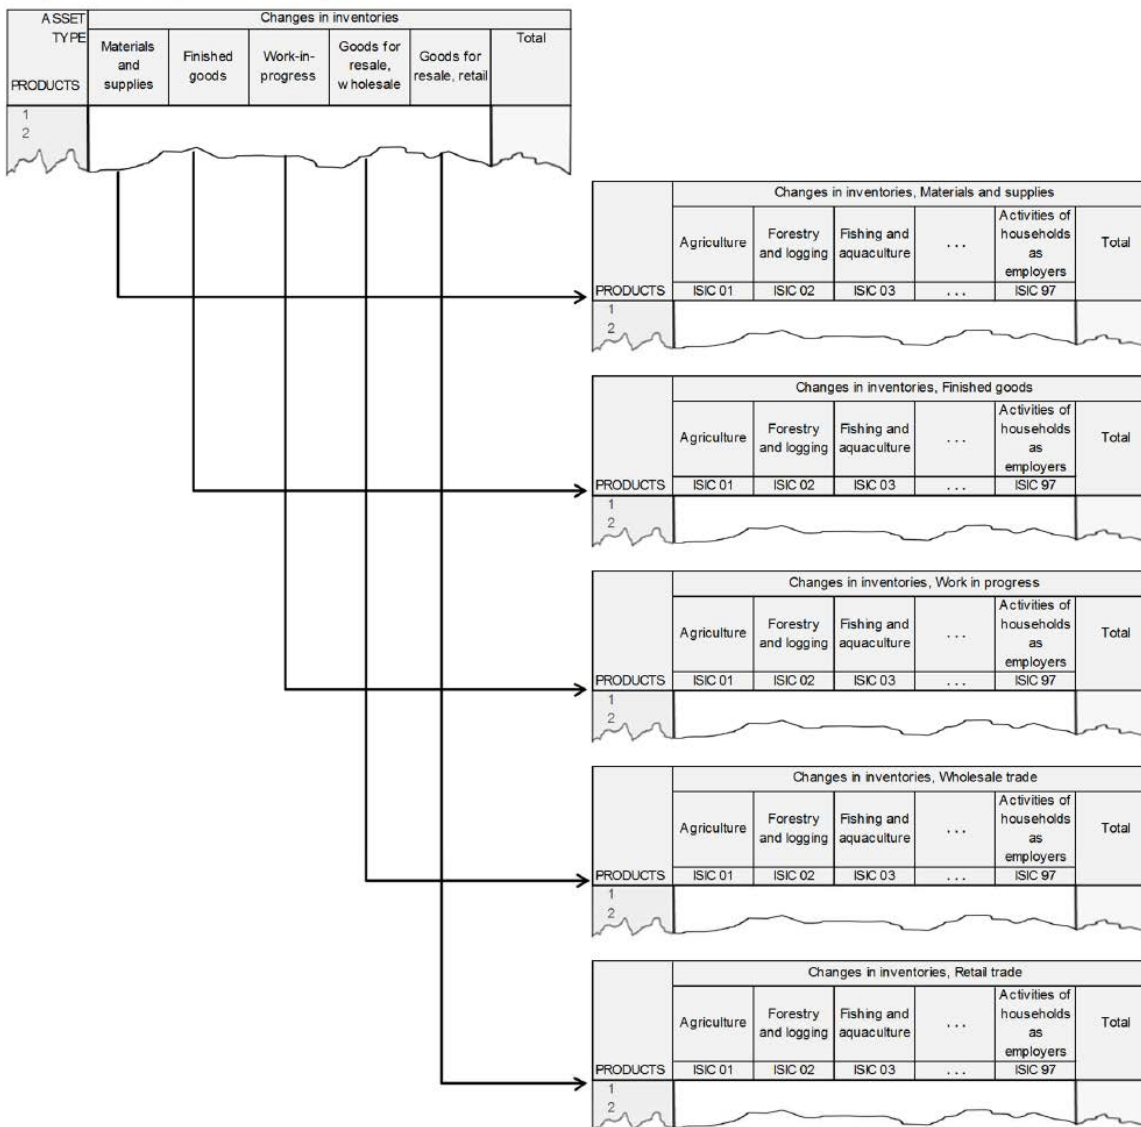 ASSET TYPE
Changes in inventories
Materials and supplies
Finished goods
Work-in-progress
Goods for resale, wholesale
Goods for resale, retail
Total
PRODUCTS
1
2
Changes in inventories, Materials and supplies
Agriculture
Forestry and logging
Fishing and aquaculture
. . .
Activities of households as employers
Total
PRODUCTS
ISIC 01
ISIC 02
ISIC 03
. . .
ISIC 97
1
2
Changes in inventories, Finished goods
Agriculture
Forestry and logging
Fishing and aquaculture
. . .
Activities of households as employers
Total
PRODUCTS
ISIC 01
ISIC 02
ISIC 03
. . .
ISIC 97
1
2
Changes in inventories, Work in progress
Agriculture
Forestry and logging
Fishing and aquaculture
. . .
Activities of households as employers
Total
PRODUCTS
ISIC 01
ISIC 02
ISIC 03
. . .
ISIC 97
1
2
Changes in inventories, Wholesale trade
Agriculture
Forestry and logging
Fishing and aquaculture
. . .
Activities of households as employers
Total
PRODUCTS
ISIC 01
ISIC 02
ISIC 03
. . .
ISIC 97
1
2
Changes in inventories, Retail trade
Agriculture
Forestry and logging
Fishing and aquaculture
. . .
Activities of households as employers
Total
PRODUCTS
ISIC 01
ISIC 02
ISIC 03
. . .
ISIC 97
1
2